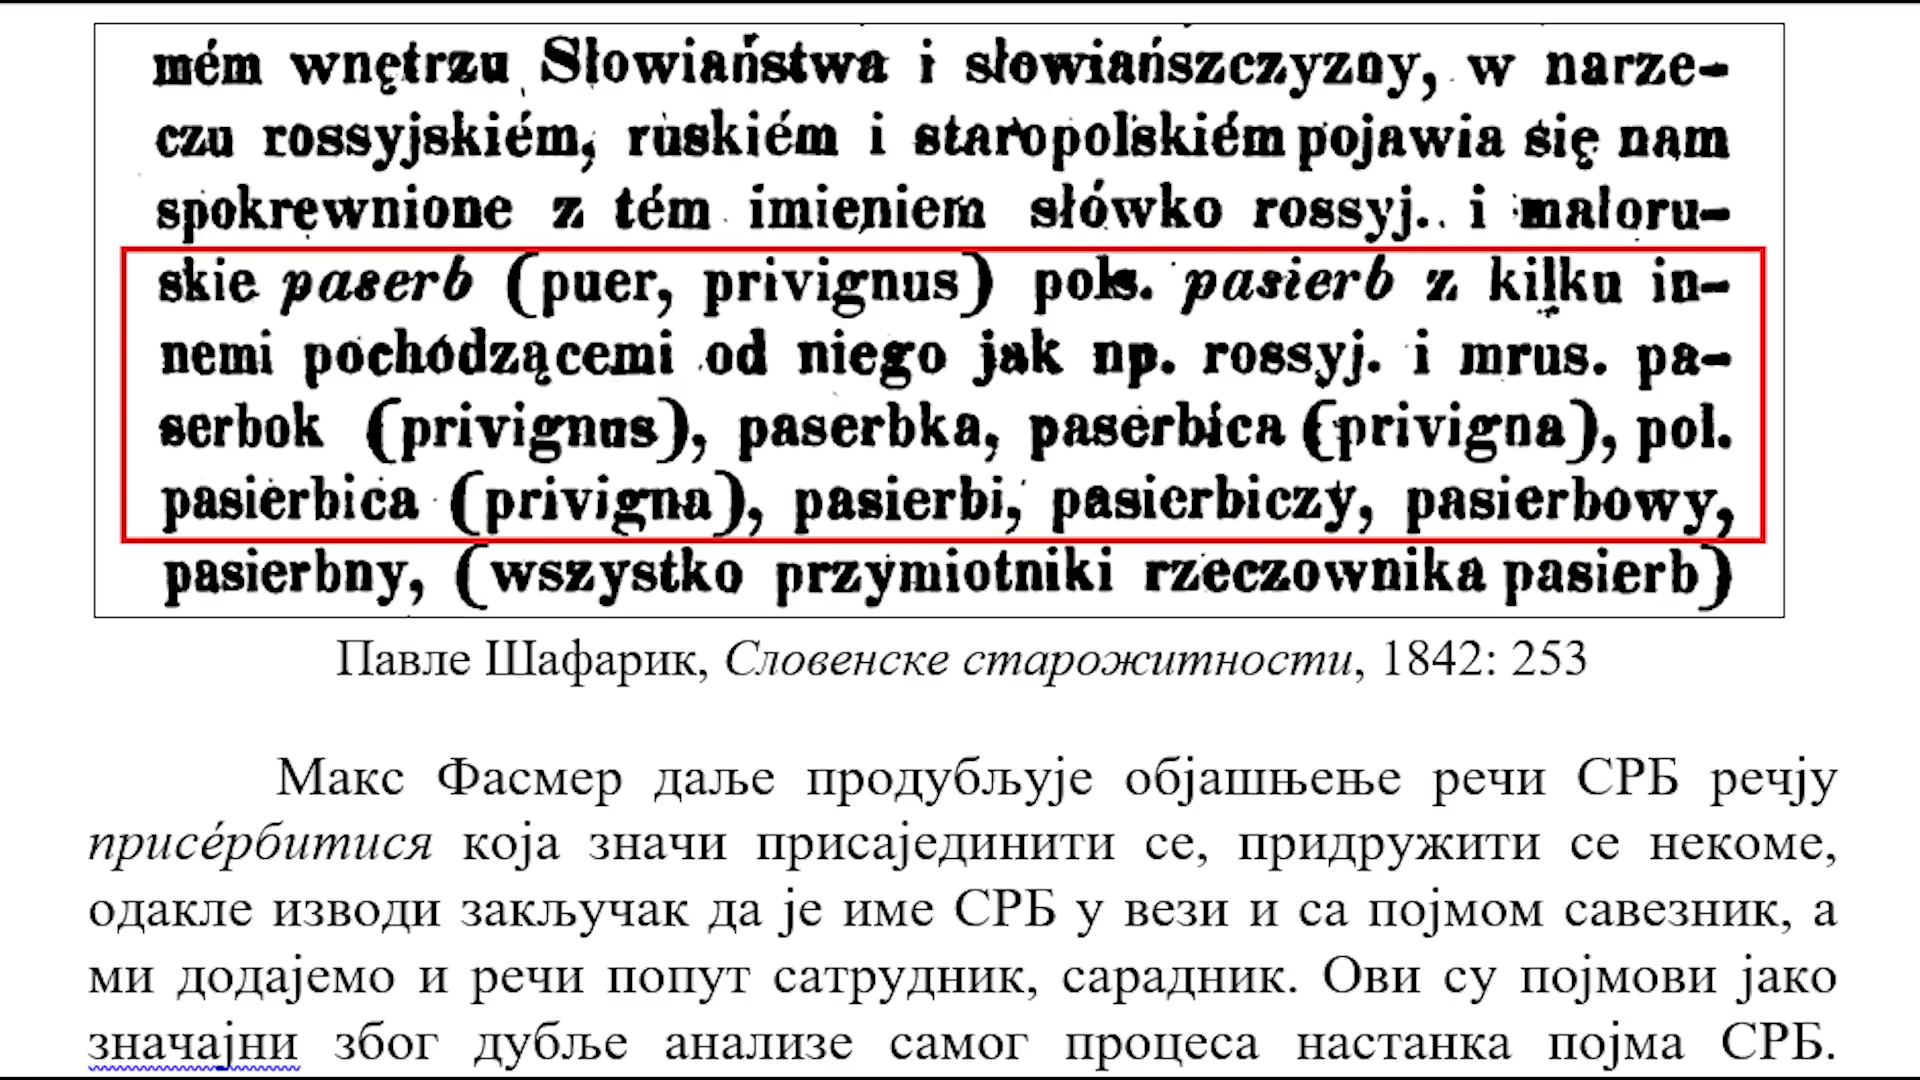 mém wnętrzu Słowiaństwa i słowiańszczyzny, w narze-
czu rossyjskiém, ruskiém i staropolskiém pojawia się nam
spokrewnione z tém imieniem słówko rossyj. i maloru-
skie paserb (puer, privignus) pols. pasierb z kilku in-
nemi pochodzącemi od niego jak np. rossyj. i mrus. pa-
serbok (privignus), paserbka, paserbica (privigna), pol.
pasierbica (privigna), pasierbi, pasierbiczy, pasierbowy,
pasierbny, (wszystko przymiotniki rzeczownika pasierb)
Павле Шафарик, Словенске старожитности, 1842: 253
Макс Фасмер даље продубљује објашњење речи СРБ речју
присе́рбитися која значи присајединити се, придружити се некоме,
одакле изводи закључак да је име СРБ у вези и са појмом савезник, а
ми додајемо и речи попут сатрудник, сарадник. Ови су појмови јако
значајни због дубље анализе самог процеса настанка појма СРБ.